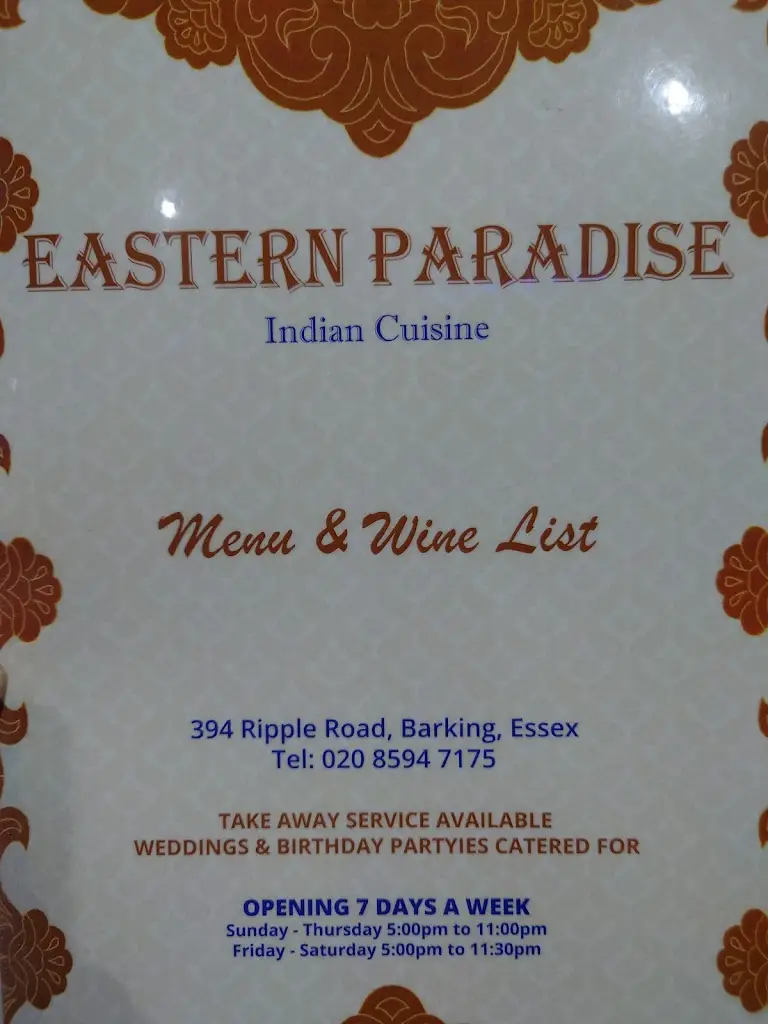 EASTERN PARADISE
Indian Cuisine
Menu & Wine List
394 Ripple Road, Barking, Essex
Tel: 020 8594 7175
TAKE AWAY SERVICE AVAILABLE
WEDDINGS & BIRTHDAY PARTYIES CATERED FOR
OPENING 7 DAYS A WEEK
Sunday - Thursday 5:00pm to 11:00pm
Friday - Saturday 5:00pm to 11:30pm